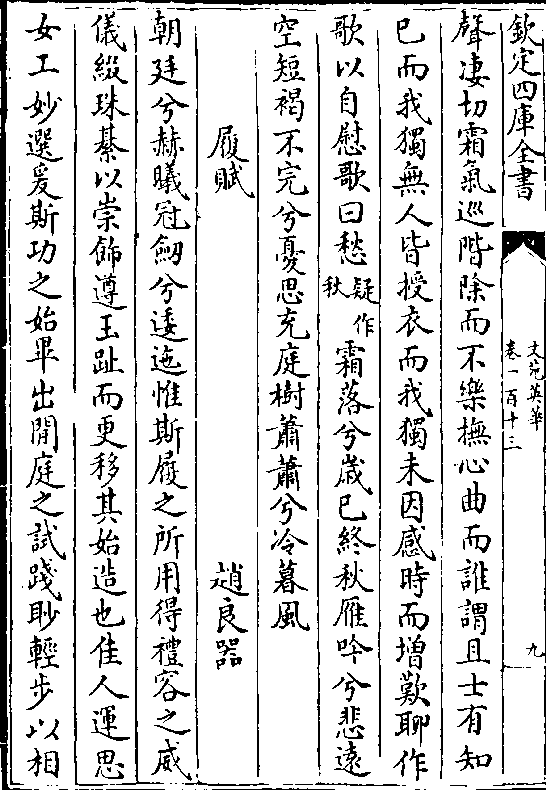 欽定四庫全書
文苑英華
卷一百十三
九
聲凄切霜氣巡階除而不樂撫心曲而誰謂且士有知
已而我獨無人皆授衣而我獨未因感時而增歎聊作
歌以自慰歌曰愁疑作秋霜落兮歲已終秋雁吟兮悲遠
空短褐不完兮憂思充庭樹蕭蕭兮冷暮風
履賦 趙良器
朝廷兮赫曦冠劒兮逶迤惟斯履之所用得禮容之威
儀綴珠綦以崇飾遵玉趾而更移其始造也佳人運思
女工妙選爰斯功之始畢出閒庭之試踐眇輕步以相